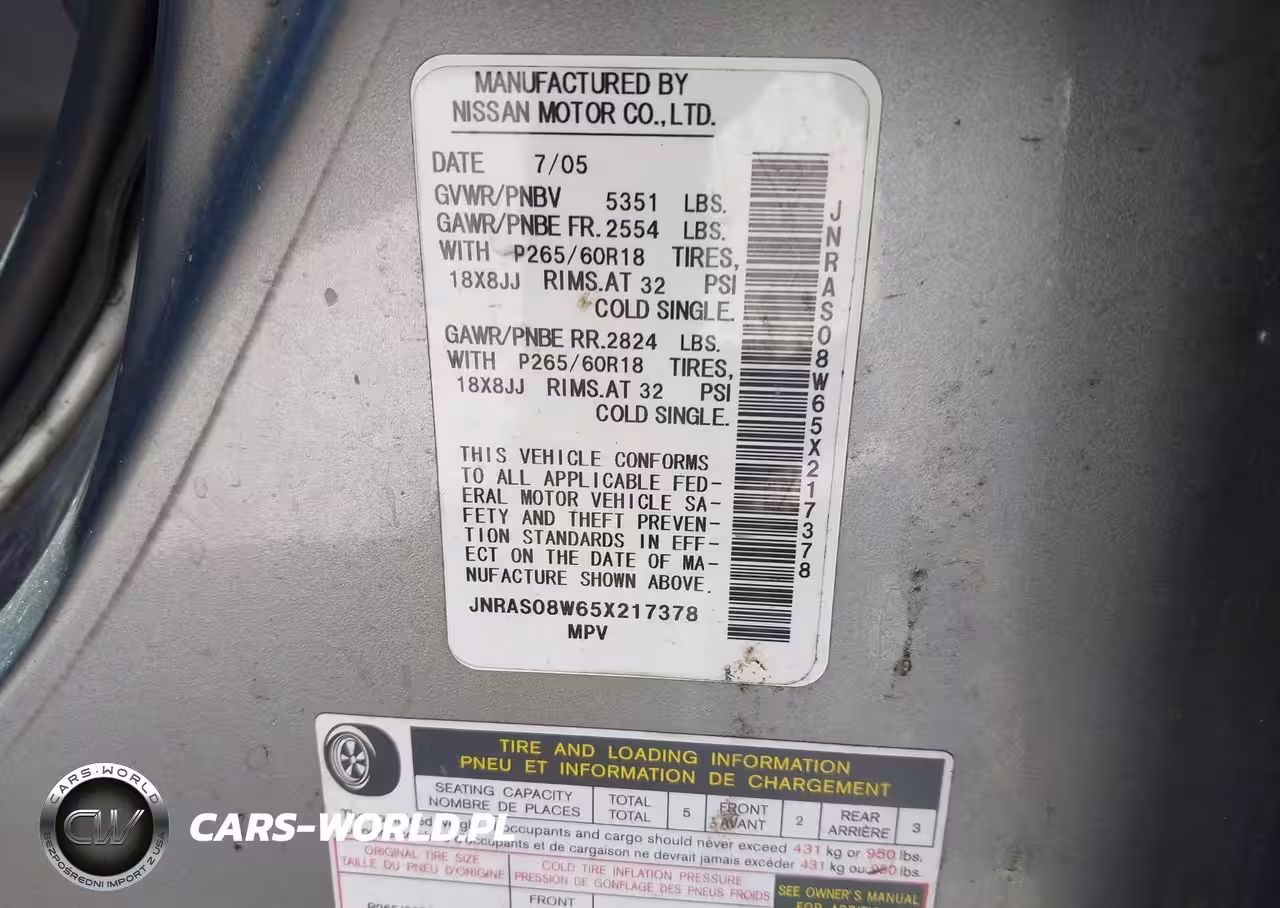 MANUFACTURED BY
NISSAN MOTOR CO.,LTD.
DATE 7/05
GVWR/PNBV 5351 LBS.
GAWR/PNBE FR. 2554 LBS.
WITH P265/60R18 TIRES,
18X8JJ RIMS.AT 32 PSI
COLD SINGLE.
GAWR/PNBE RR. 2824 LBS.
WITH P265/60R18 TIRES,
18X8JJ RIMS.AT 32 PSI
COLD SINGLE.
THIS VEHICLE CONFORMS
TO ALL APPLICABLE FED-
ERAL MOTOR VEHICLE SA-
FETY AND THEFT PREVEN-
TION STANDARDS IN EFF-
ECT ON THE DATE OF MA-
NUFACTURE SHOWN ABOVE.
JNRAS08W65X217378
MPV
JNRAS08W65X217378
TIRE AND LOADING INFORMATION
PNEU ET INFORMATION DE CHARGEMENT
SEATING CAPACITY
NOMBRE DE PLACES
TOTAL
TOTAL
5
FRONT
AVANT
2
REAR
ARRIÈRE
3
occupants and cargo should never exceed 431 kg or 950 lbs.
occupants et de cargaison ne devrait jamais excéder 431 kg ou 950 lbs.
ORIGINAL TIRE SIZE
TAILLE DU PNEU D'ORIGINE
COLD TIRE INFLATION PRESSURE
PRESSION DE GONFLAGE DES PNEUS FROIDS
SEE OWNER'S MANUAL
FRONT
CARS-WORLD
CW
BEZPOŚREDNI IMPORT Z USA
CARS-WORLD.PL